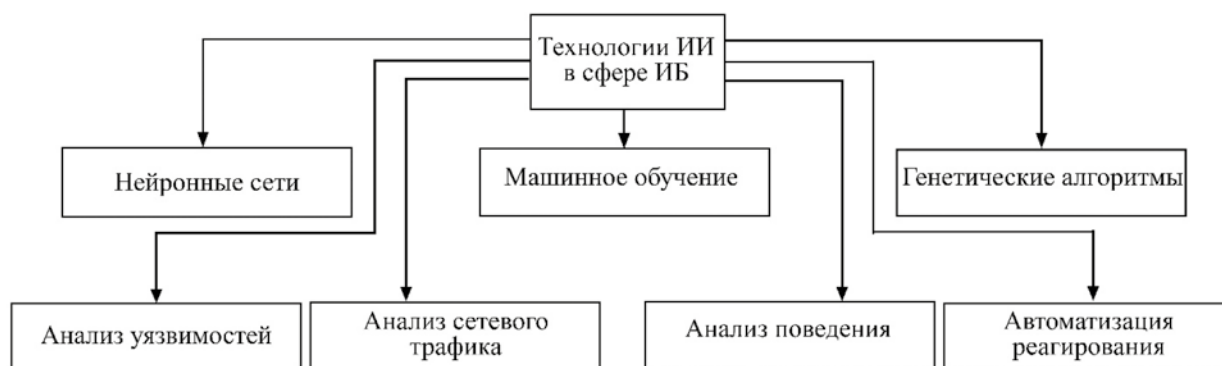 Технологии ИИ
в сфере ИБ
Нейронные сети
Машинное обучение
Генетические алгоритмы
Анализ уязвимостей
Анализ сетевого
трафика
Анализ поведения
Автоматизация
реагирования